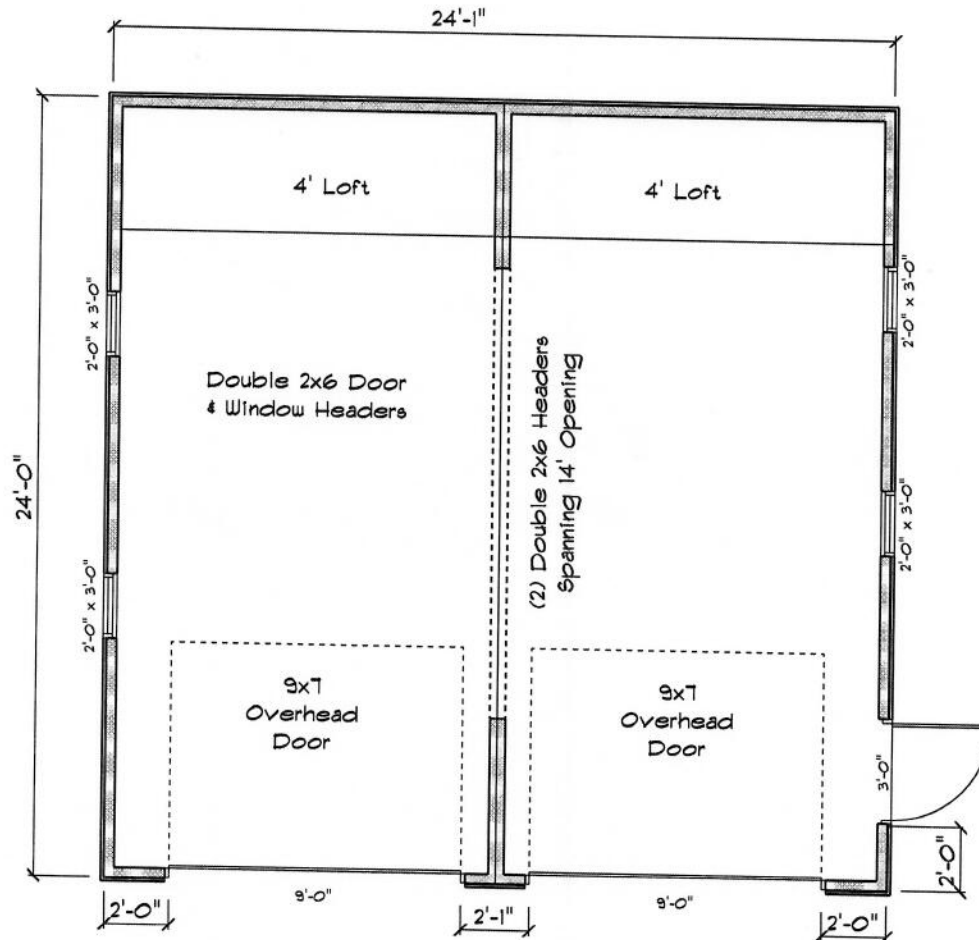 24'-1"
4' Loft
4' Loft
2'-0" x 3'-0"
2'-0" x 3'-0"
Double 2x6 Door
& Window Headers
(2) Double 2x6 Headers
Spanning 14' Opening
24'-0"
2'-0" x 3'-0"
2'-0" x 3'-0"
9x7
Overhead
Door
9x7
Overhead
Door
3'-0"
2'-0"
2'-0"
9'-0"
2'-1"
9'-0"
2'-0"